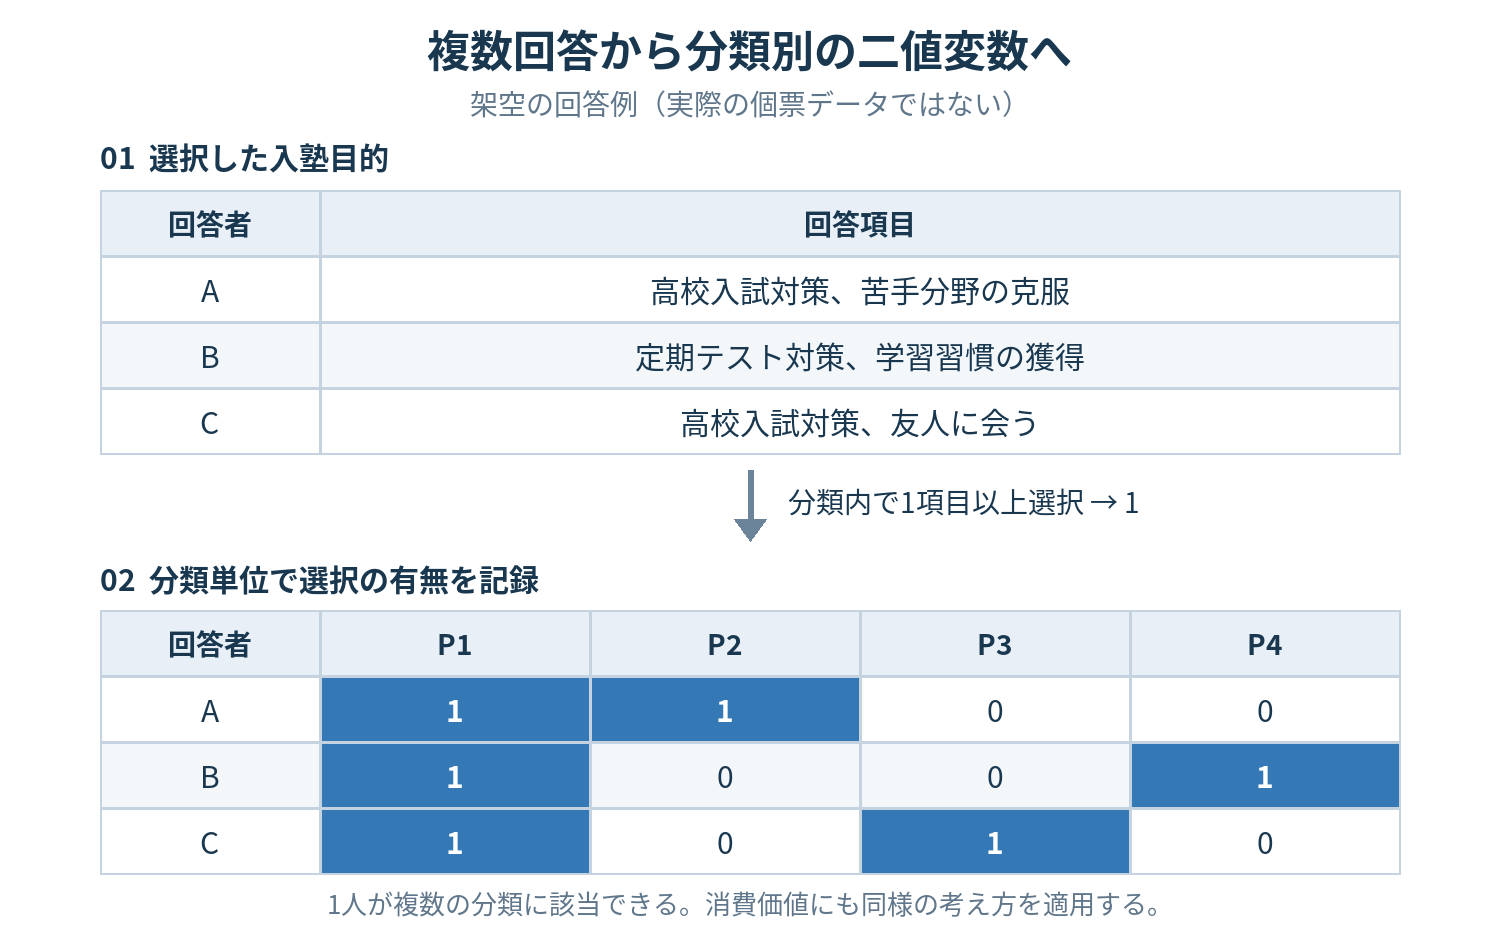 複数回答から分類別の二値変数へ
架空の回答例（実際の個票データではない）
01 選択した入塾目的
回答者 回答項目
A 高校入試対策、苦手分野の克服
B 定期テスト対策、学習習慣の獲得
C 高校入試対策、友人に会う
分類内で1項目以上選択 → 1
02 分類単位で選択の有無を記録
回答者 P1 P2 P3 P4
A 1 1 0 0
B 1 0 0 1
C 1 0 1 0
1人が複数の分類に該当できる。消費価値にも同様の考え方を適用する。